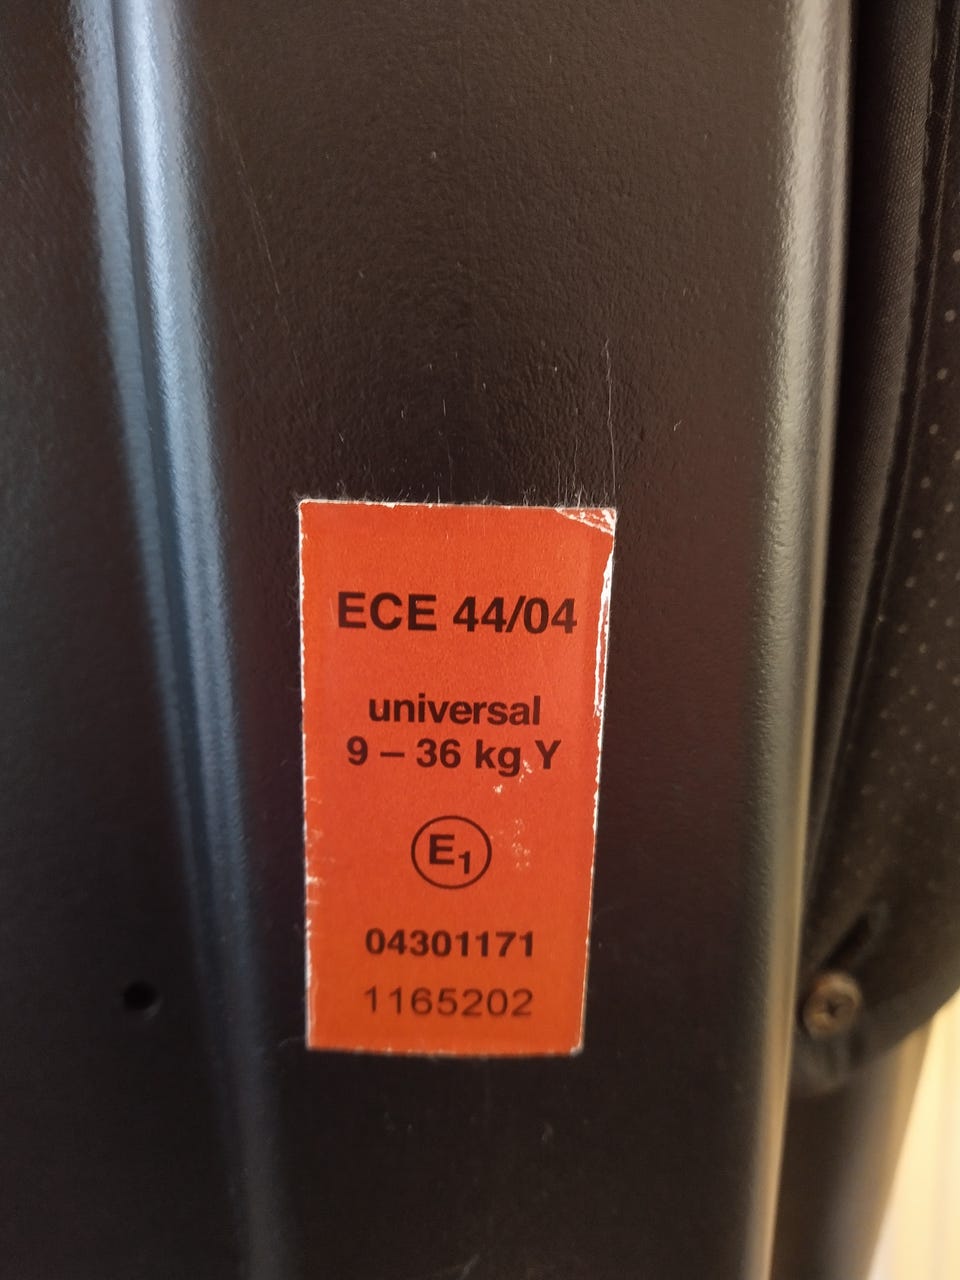 ECE 44/04
universal
9 – 36 kg Y
E1
04301171
1165202